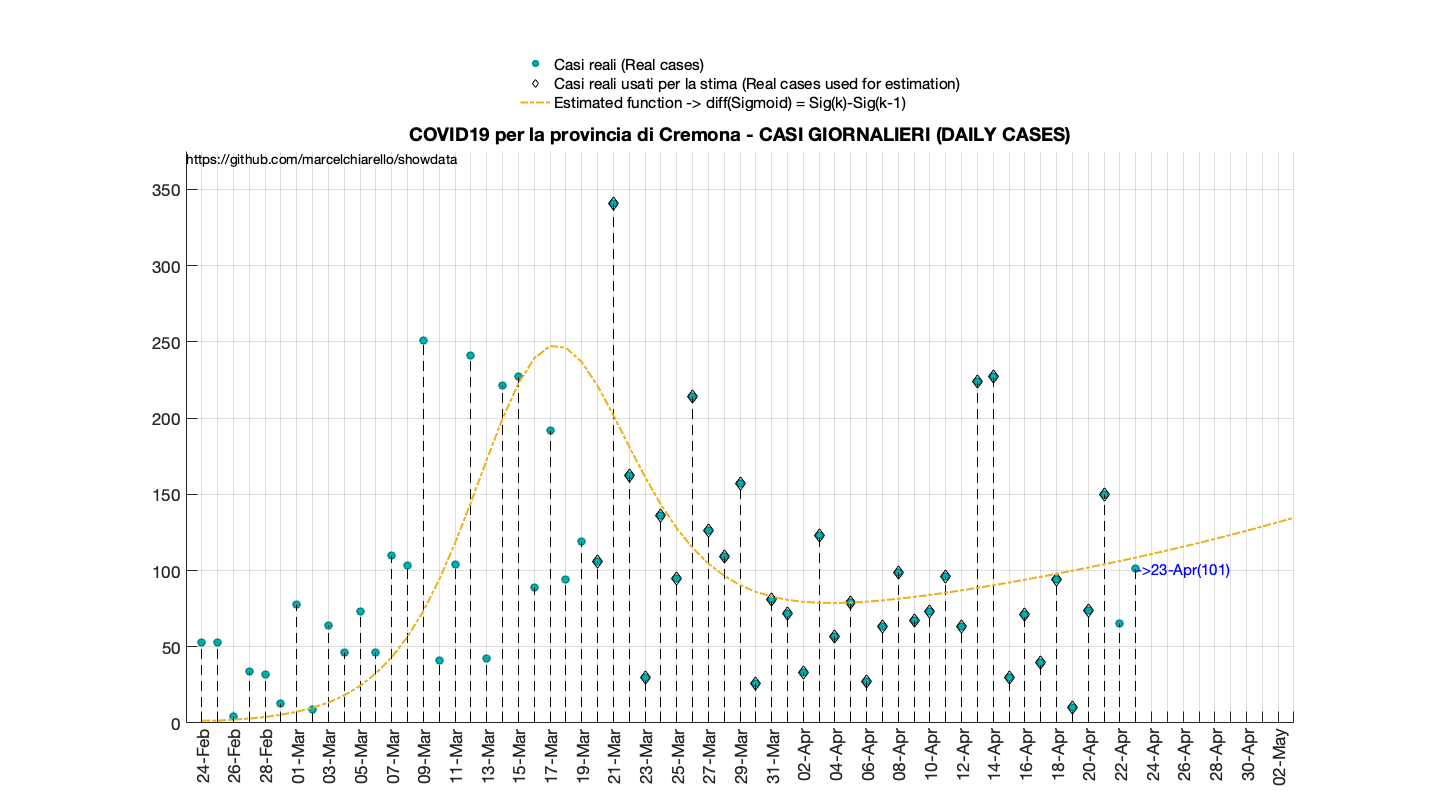 Casi reali (Real cases)
Casi reali usati per la stima (Real cases used for estimation)
Estimated function -> diff(Sigmoid) = Sig(k)-Sig(k-1)
COVID19 per la provincia di Cremona - CASI GIORNALIERI (DAILY CASES)
https://github.com/marcelchiarello/showdata
350
300
250
200
150
100
50
0
->23-Apr(101)
24-Feb
26-Feb
28-Feb
01-Mar
03-Mar
05-Mar
07-Mar
09-Mar
11-Mar
13-Mar
15-Mar
17-Mar
19-Mar
21-Mar
23-Mar
25-Mar
27-Mar
29-Mar
31-Mar
02-Apr
04-Apr
06-Apr
08-Apr
10-Apr
12-Apr
14-Apr
16-Apr
18-Apr
20-Apr
22-Apr
24-Apr
26-Apr
28-Apr
30-Apr
02-May